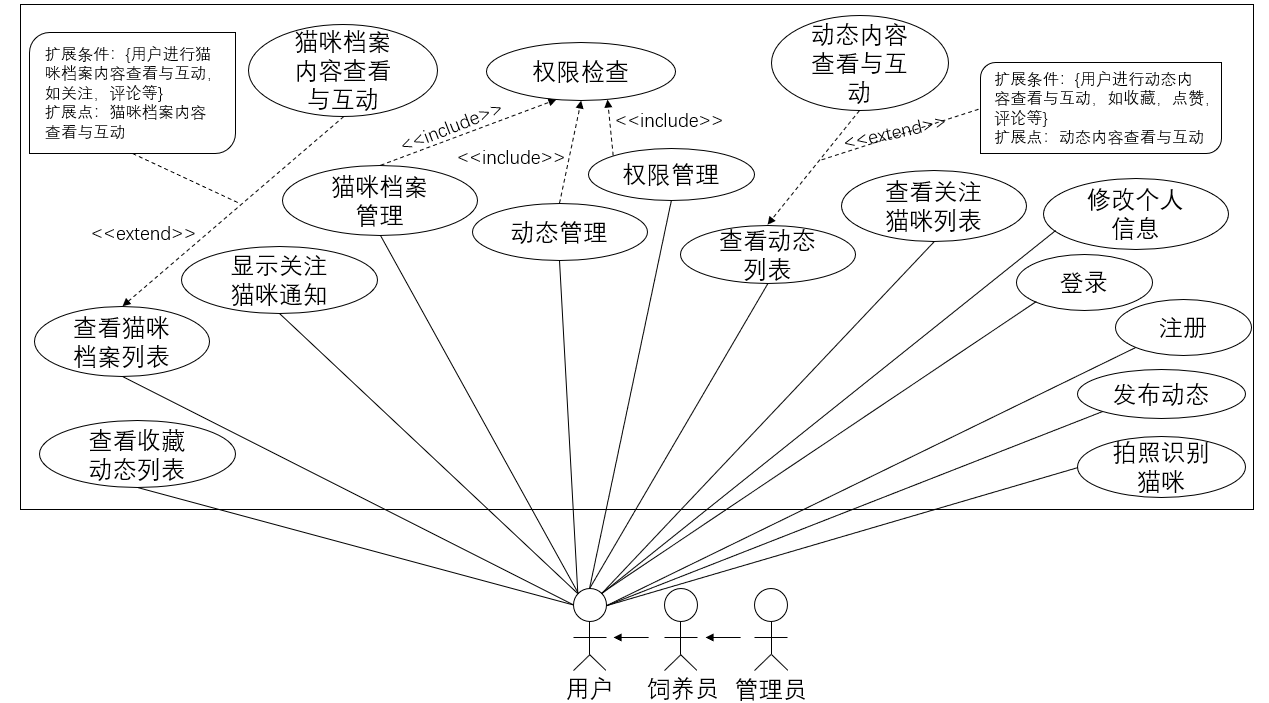 扩展条件：{用户进行猫
咪档案内容查看与互动，
如关注，评论等}
扩展点：猫咪档案内容
查看与互动
猫咪档案
内容查看
与互动
权限检查
动态内容
查看与互
动
扩展条件：{用户进行动态内
容查看与互动，如收藏，点赞，
评论等}
扩展点：动态内容查看与互动
<<include>>
<<include>>
<<include>>
<<extend>>
<<extend>>
猫咪档案
管理
动态管理
权限管理
查看动态
列表
查看关注
猫咪列表
修改个人
信息
显示关注
猫咪通知
登录
查看猫咪
档案列表
注册
发布动态
查看收藏
动态列表
拍照识别
猫咪
用户
饲养员
管理员